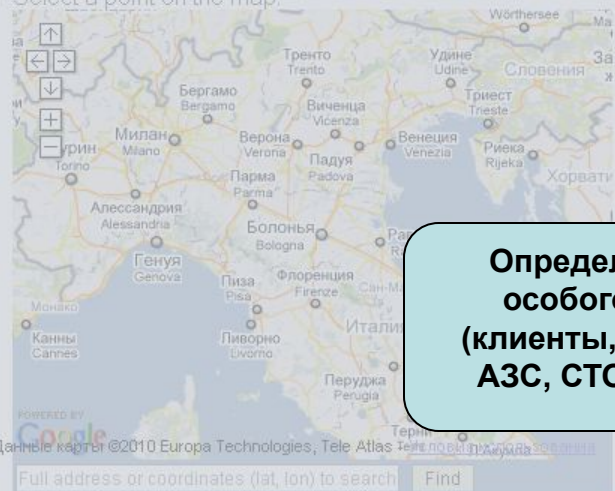 Select a point on the map:
Wörthersee
Тренто
Trento
Удине
Udine
Словения
Бергамо
Bergamo
Виченца
Vicenza
Триест
Trieste
Милан
Milano
Верона
Verona
Падуя
Padova
Венеция
Venezia
Риека
Rijeka
Torino
Парма
Parma
Алессандрия
Alessandria
Болонья
Bologna
Генуя
Genova
Пиза
Pisa
Флоренция
Firenze
Монако
Канны
Cannes
Ливорно
Livorno
Перуджа
Perugia
Терни
POWERED BY
Google
Данные карты ©2010 Europa Technologies, Tele Atlas
Full address or coordinates (lat, lon) to search
Find
Определ
особого
(клиенты,
АЗС, СТО